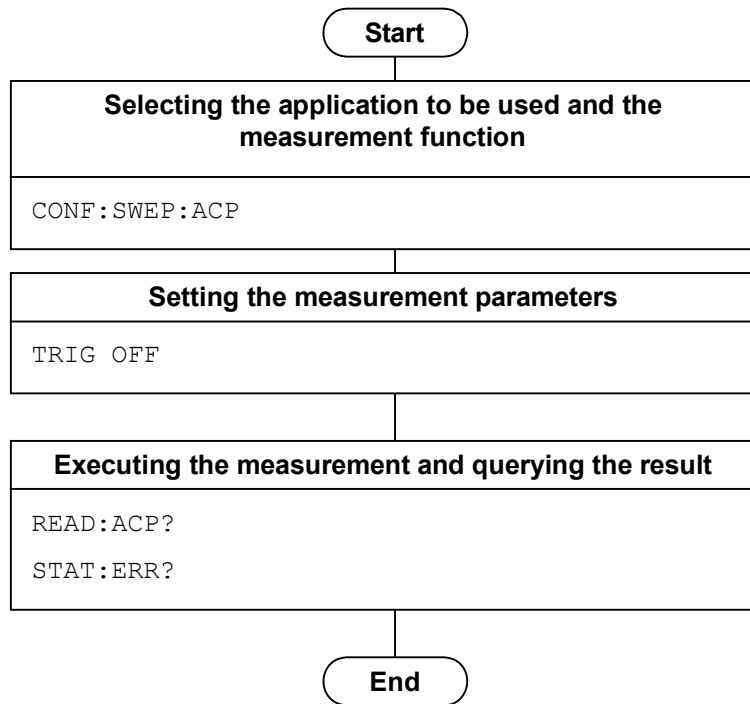 Start
Selecting the application to be used and the
measurement function
CONF:SWEP:ACP
Setting the measurement parameters
TRIG OFF
Executing the measurement and querying the result
READ:ACP?
STAT:ERR?
End